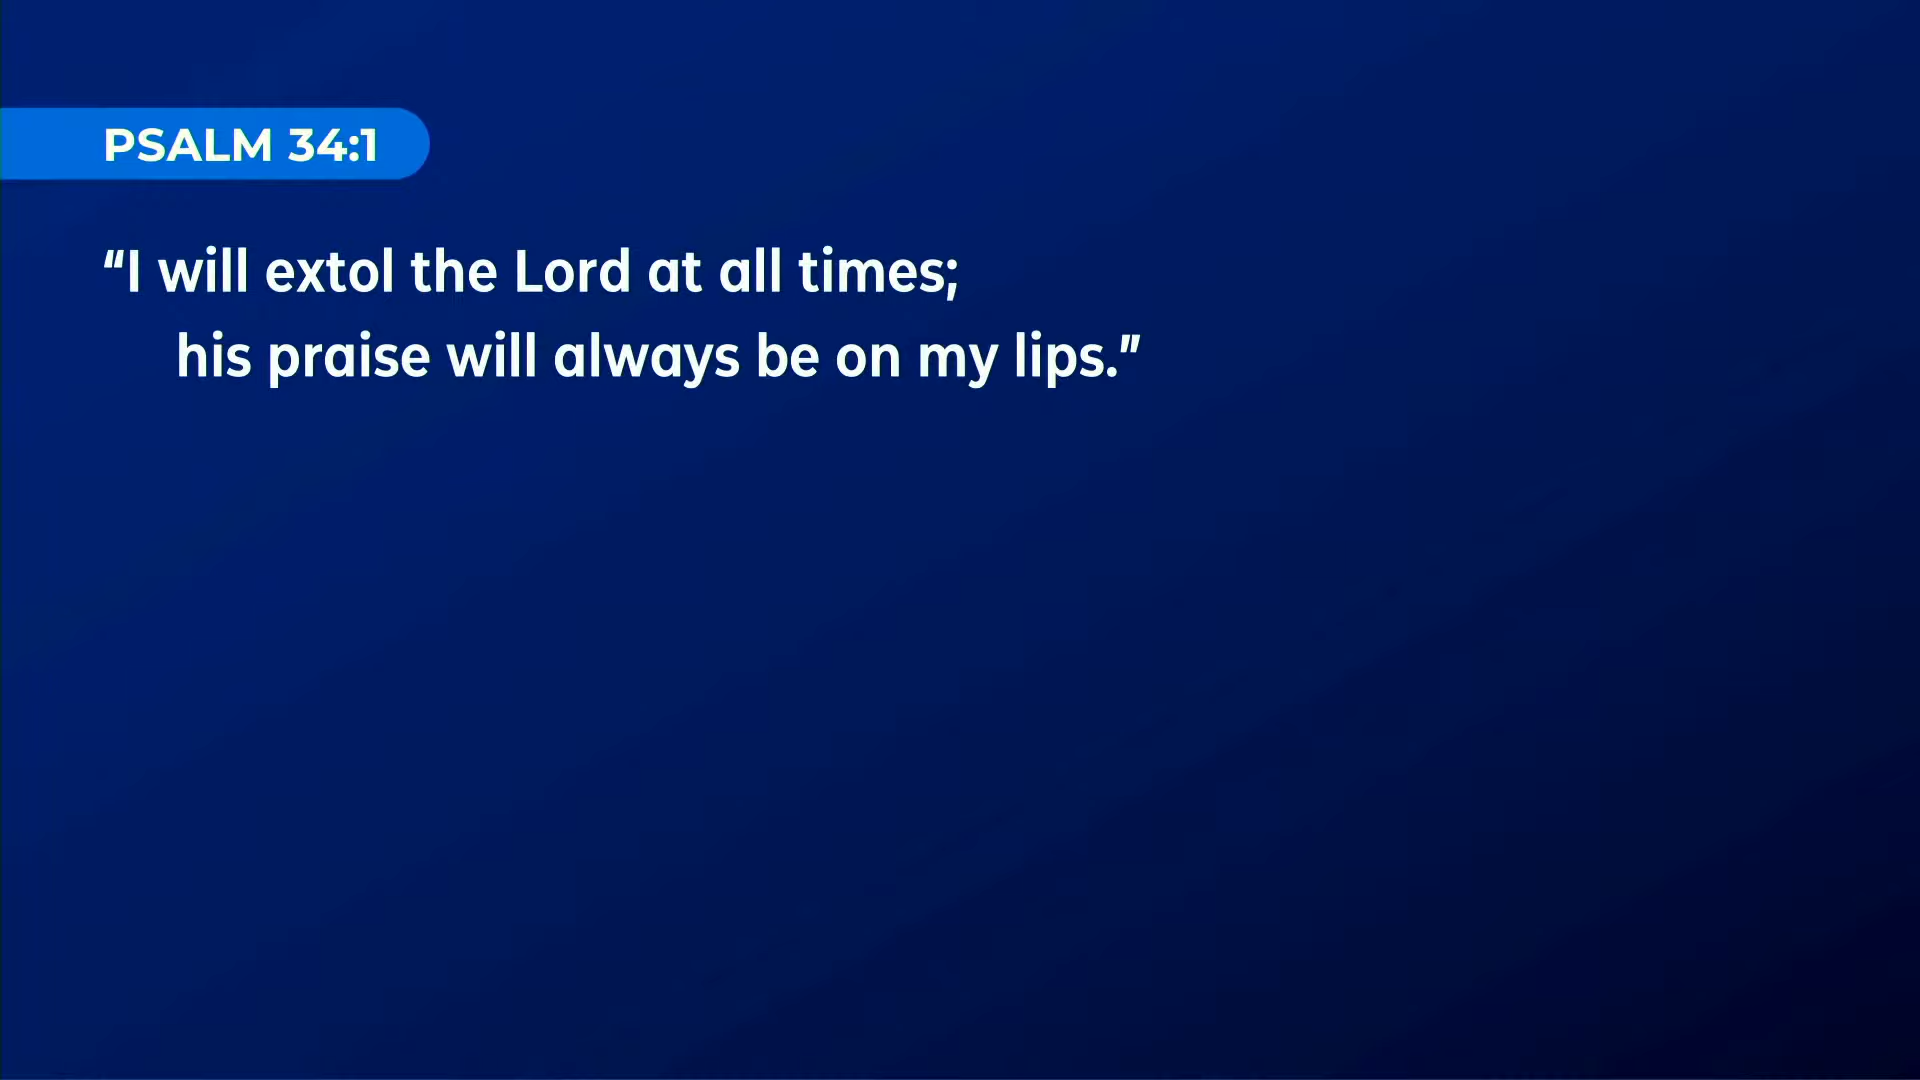 PSALM 34:1
“I will extol the Lord at all times;
his praise will always be on my lips.”